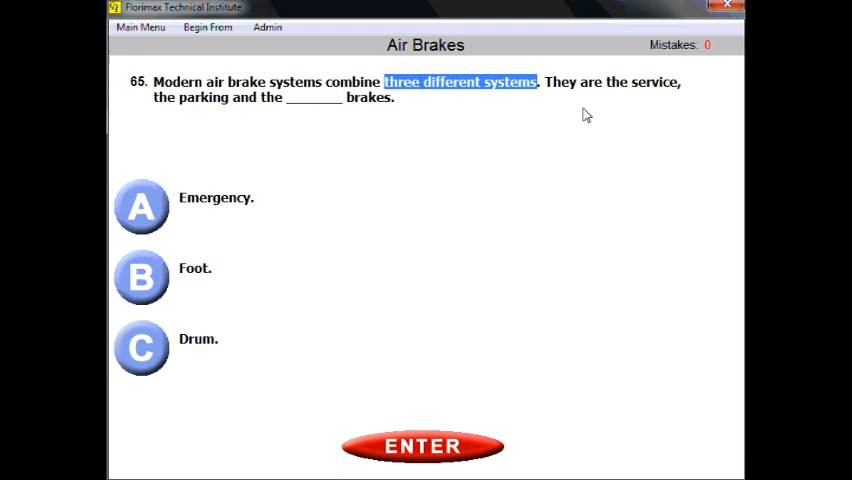 Florimax Technical Institute
Main Menu Begin From Admin
Air Brakes
Mistakes: 0
65. Modern air brake systems combine three different systems. They are the service,
the parking and the _______ brakes.
A Emergency.
B Foot.
C Drum.
ENTER